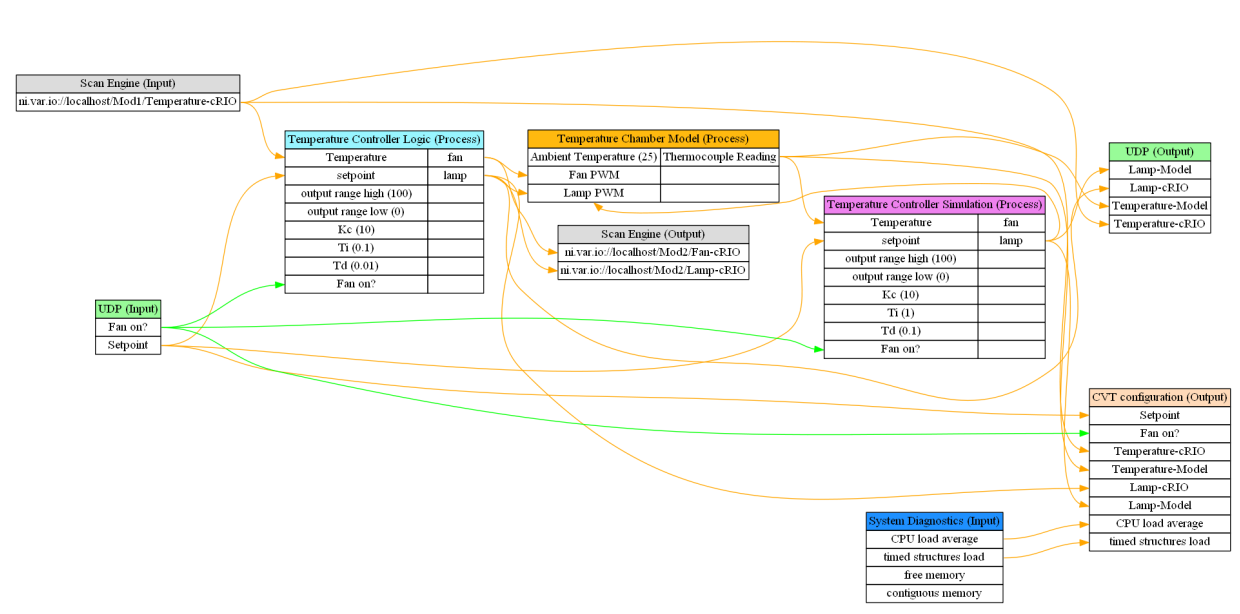 Scan Engine (Input)
ni.var.io://localhost/Mod1/Temperature-cRIO
Temperature Controller Logic (Process)
Temperature fan
setpoint lamp
output range high (100)
output range low (0)
Kc (10)
Ti (0.1)
Td (0.01)
Fan on?
Temperature Chamber Model (Process)
Ambient Temperature (25) Thermocouple Reading
Fan PWM
Lamp PWM
Scan Engine (Output)
ni.var.io://localhost/Mod2/Fan-cRIO
ni.var.io://localhost/Mod2/Lamp-cRIO
Temperature Controller Simulation (Process)
Temperature fan
setpoint lamp
output range high (100)
output range low (0)
Kc (10)
Ti (1)
Td (0.1)
Fan on?
UDP (Output)
Lamp-Model
Lamp-cRIO
Temperature-Model
Temperature-cRIO
UDP (Input)
Fan on?
Setpoint
CVT configuration (Output)
Setpoint
Fan on?
Temperature-cRIO
Temperature-Model
Lamp-cRIO
Lamp-Model
CPU load average
timed structures load
System Diagnostics (Input)
CPU load average
timed structures load
free memory
contiguous memory